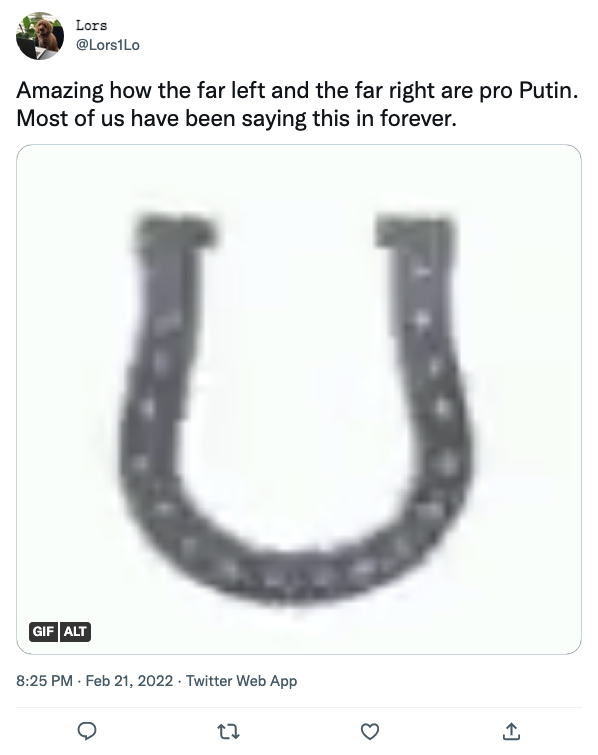 Lors
@Lors1Lo
Amazing how the far left and the far right are pro Putin.
Most of us have been saying this in forever.
GIF ALT
8:25 PM · Feb 21, 2022 · Twitter Web App